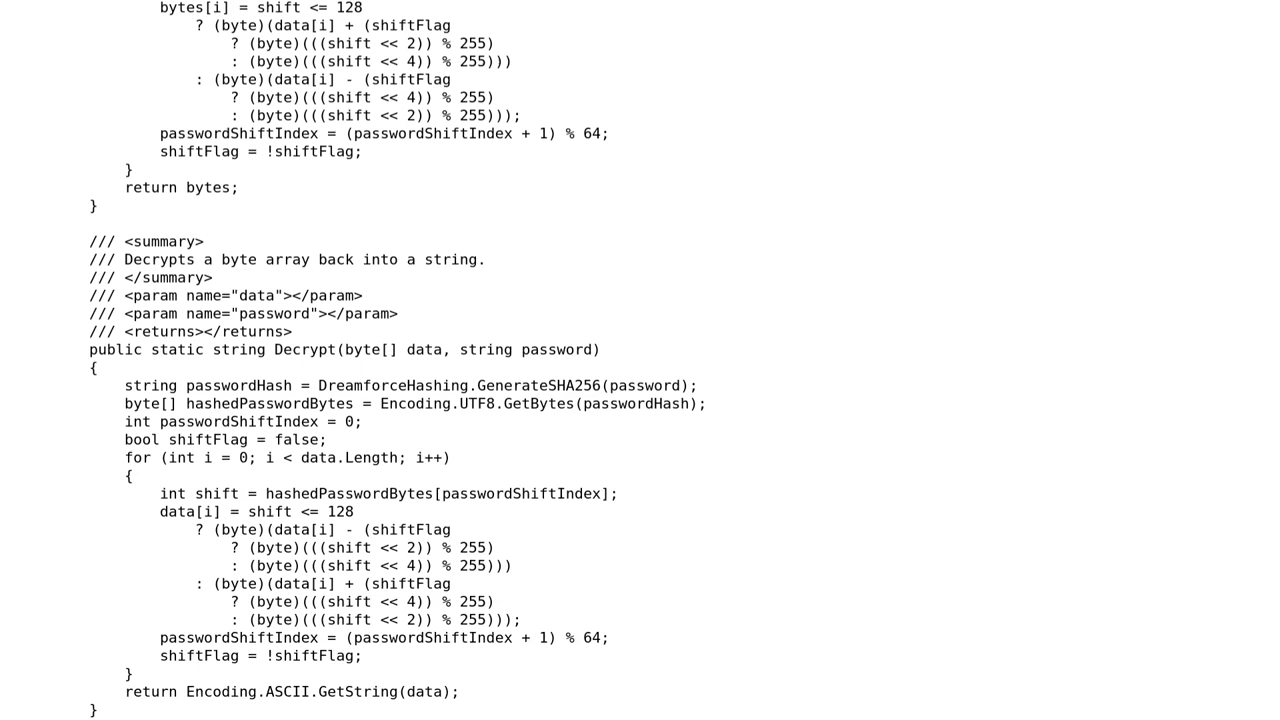 bytes[i] = shift <= 128
? (byte)(data[i] + (shiftFlag
? (byte)(((shift << 2)) % 255)
: (byte)(((shift << 4)) % 255)))
: (byte)(data[i] - (shiftFlag
? (byte)(((shift << 4)) % 255)
: (byte)(((shift << 2)) % 255)));
passwordShiftIndex = (passwordShiftIndex + 1) % 64;
shiftFlag = !shiftFlag;
}
return bytes;
}
/// <summary>
/// Decrypts a byte array back into a string.
/// </summary>
/// <param name="data"></param>
/// <param name="password"></param>
/// <returns></returns>
public static string Decrypt(byte[] data, string password)
{
string passwordHash = DreamforceHashing.GenerateSHA256(password);
byte[] hashedPasswordBytes = Encoding.UTF8.GetBytes(passwordHash);
int passwordShiftIndex = 0;
bool shiftFlag = false;
for (int i = 0; i < data.Length; i++)
{
int shift = hashedPasswordBytes[passwordShiftIndex];
data[i] = shift <= 128
? (byte)(data[i] - (shiftFlag
? (byte)(((shift << 2)) % 255)
: (byte)(((shift << 4)) % 255)))
: (byte)(data[i] + (shiftFlag
? (byte)(((shift << 4)) % 255)
: (byte)(((shift << 2)) % 255)));
passwordShiftIndex = (passwordShiftIndex + 1) % 64;
shiftFlag = !shiftFlag;
}
return Encoding.ASCII.GetString(data);
}